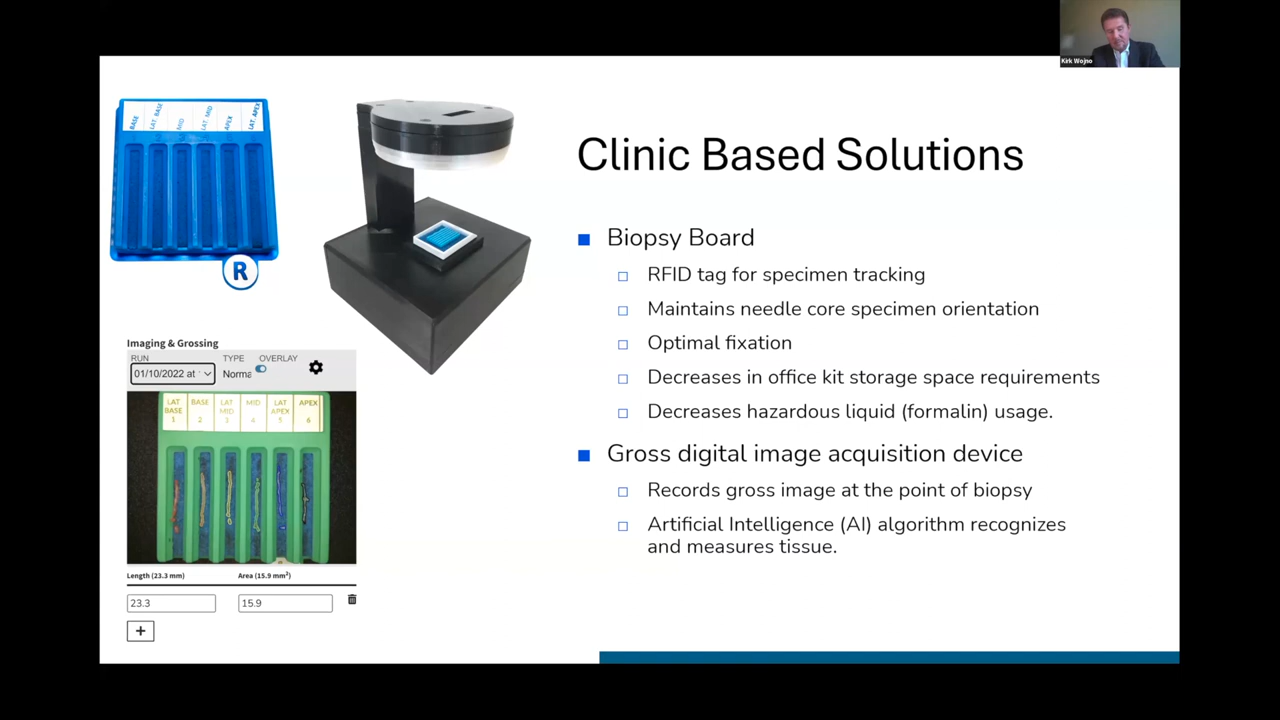 Kirk Wojno
BASE
LAT. BASE
MID
LAT. MID
APEX
LAT. APEX
R
Clinic Based Solutions
Biopsy Board
RFID tag for specimen tracking
Maintains needle core specimen orientation
Optimal fixation
Decreases in office kit storage space requirements
Decreases hazardous liquid (formalin) usage.
Gross digital image acquisition device
Records gross image at the point of biopsy
Artificial Intelligence (AI) algorithm recognizes
and measures tissue.
Imaging & Grossing
RUN TYPE OVERLAY
01/10/2022 at Norma
LAT BASE MID LAT MID LAT APEX APEX
BASE 2 MID 4 APEX 6
1 3 5
Length (23.3 mm) Area (15.9 mm²)
23.3 15.9
+